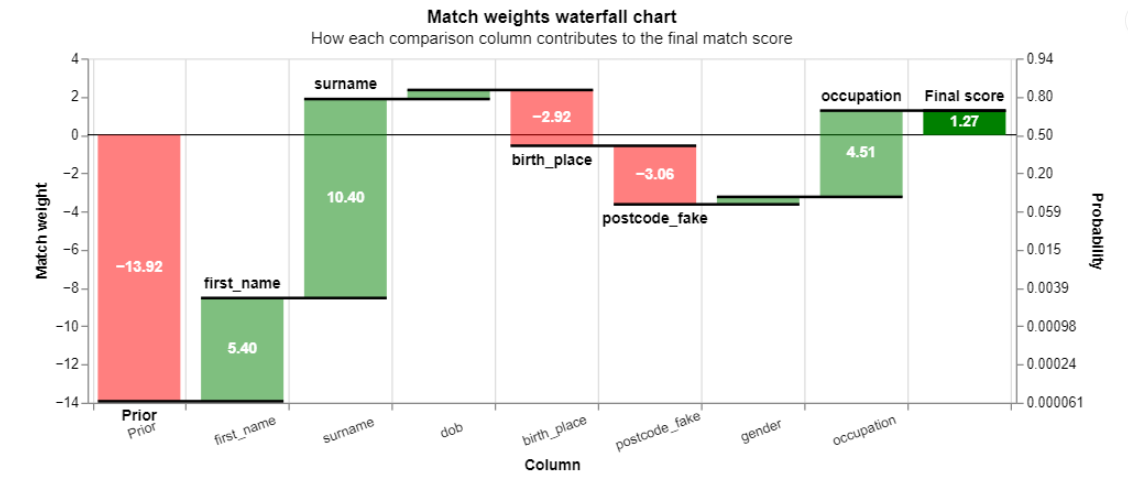 Match weights waterfall chart
How each comparison column contributes to the final match score
4
2
0
−2
−4
−6
−8
−10
−12
−14
Match weight
0.94
0.80
0.50
0.20
0.059
0.015
0.0039
0.00098
0.00024
0.000061
Probability
−13.92
Prior
first_name
5.40
surname
10.40
−2.92
birth_place
−3.06
postcode_fake
occupation
4.51
Final score
1.27
Prior
first_name
surname
dob
birth_place
postcode_fake
gender
occupation
Column